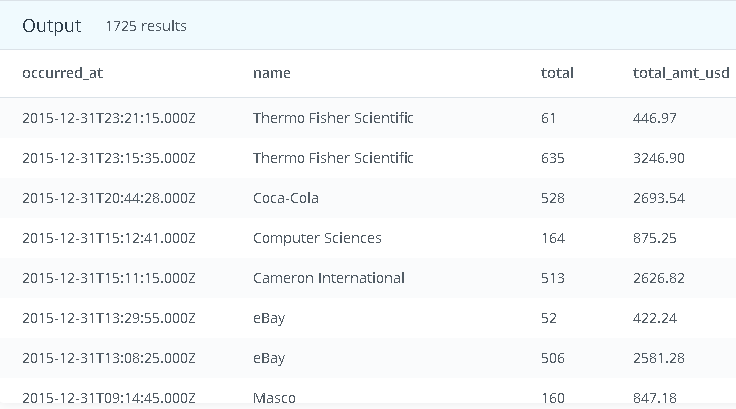 Output 1725 results
occurred_at name total total_amt_usd
2015-12-31T23:21:15.000Z Thermo Fisher Scientific 61 446.97
2015-12-31T23:15:35.000Z Thermo Fisher Scientific 635 3246.90
2015-12-31T20:44:28.000Z Coca-Cola 528 2693.54
2015-12-31T15:12:41.000Z Computer Sciences 164 875.25
2015-12-31T15:11:15.000Z Cameron International 513 2626.82
2015-12-31T13:29:55.000Z eBay 52 422.24
2015-12-31T13:08:25.000Z eBay 506 2581.28
2015-12-31T09:14:45.000Z Masco 160 847.18